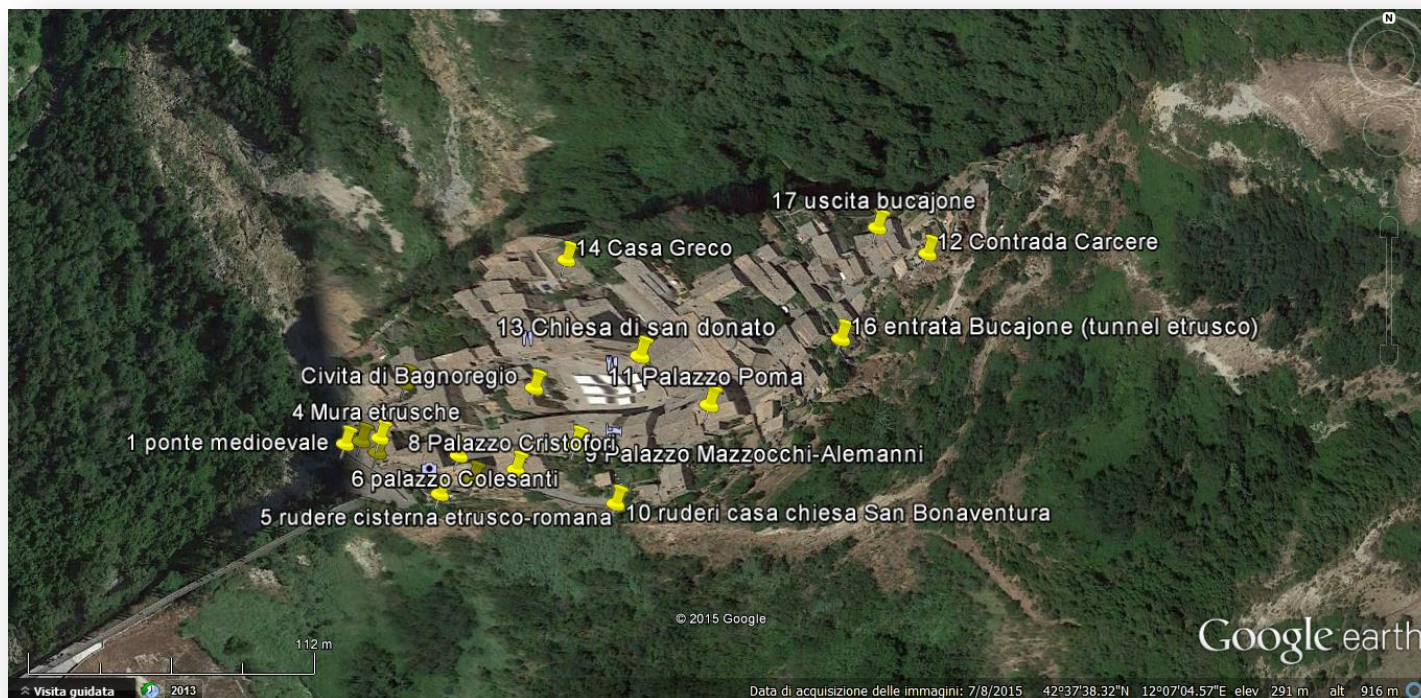 N
17 uscita bucajone
12 Contrada Carcere
14 Casa Greco
13 Chiesa di san donato
16 entrata Bucajone (tunnel etrusco)
Civita di Bagnoregio
11 Palazzo Poma
4 Mura etrusche
1 ponte medioevale
8 Palazzo Cristofori
9 Palazzo Mazzocchi-Alemanni
6 palazzo Colesanti
5 rudere cisterna etrusco-romana
10 ruderi casa chiesa San Bonaventura
© 2015 Google
Google earth
112 m
Visita guidata
2013
Data di acquisizione delle immagini: 7/8/2015 42°37'38.32"N 12°07'04.57"E elev 291 m alt 916 m